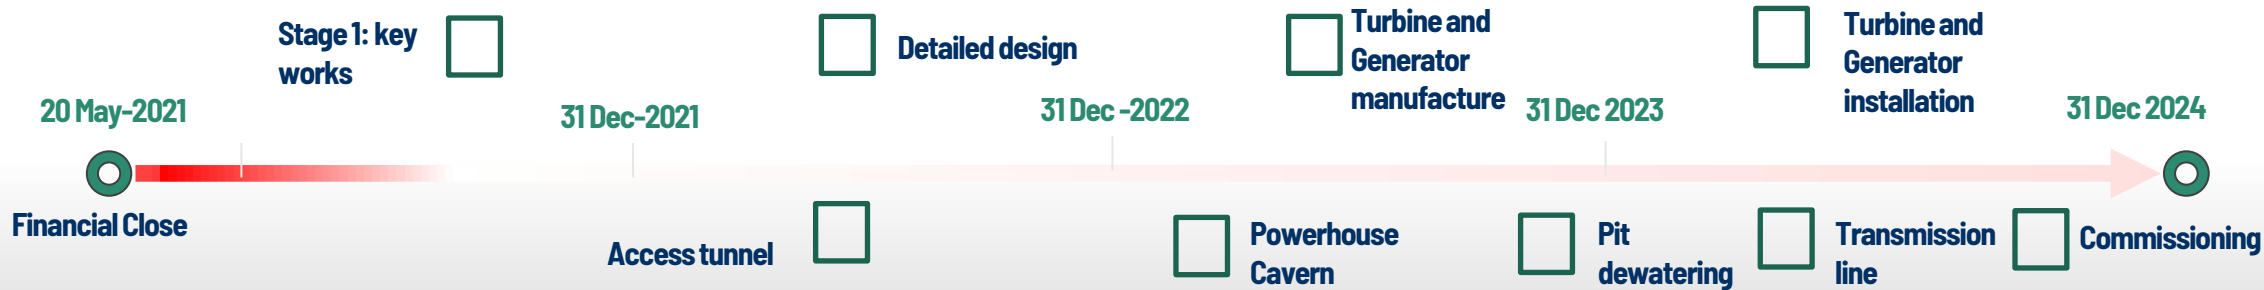 Stage 1: key
works
Detailed design
Turbine and
Generator
manufacture
Turbine and
Generator
installation
20 May-2021
31 Dec-2021
31 Dec -2022
31 Dec 2023
31 Dec 2024
Financial Close
Access tunnel
Powerhouse
Cavern
Pit
dewatering
Transmission
line
Commissioning